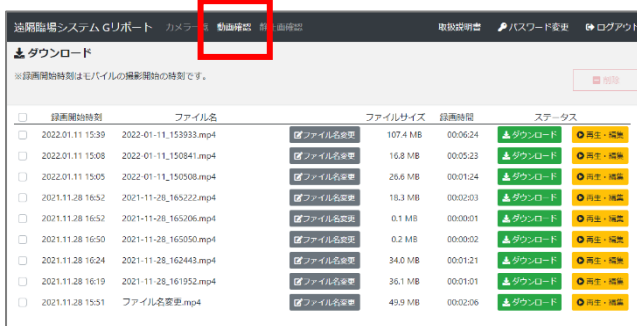 遠隔臨場システム Gリポート カメラ一覧 動画確認 静止画確認 取扱説明書 パスワード変更 ログアウト
ダウンロード
※録画開始時刻はモバイルの撮影開始の時刻です。
削除
録画開始時刻 ファイル名 ファイルサイズ 録画時間 ステータス
2022.01.11 15:39 2022-01-11_153933.mp4 ファイル名変更 107.4 MB 00:06:24 ダウンロード 再生・編集
2022.01.11 15:08 2022-01-11_150841.mp4 ファイル名変更 16.8 MB 00:05:23 ダウンロード 再生・編集
2022.01.11 15:05 2022-01-11_150508.mp4 ファイル名変更 26.6 MB 00:01:24 ダウンロード 再生・編集
2021.11.28 16:52 2021-11-28_165222.mp4 ファイル名変更 18.3 MB 00:02:03 ダウンロード 再生・編集
2021.11.28 16:52 2021-11-28_165206.mp4 ファイル名変更 0.1 MB 00:00:01 ダウンロード 再生・編集
2021.11.28 16:50 2021-11-28_165050.mp4 ファイル名変更 0.2 MB 00:00:02 ダウンロード 再生・編集
2021.11.28 16:24 2021-11-28_162443.mp4 ファイル名変更 34.0 MB 00:01:21 ダウンロード 再生・編集
2021.11.28 16:19 2021-11-28_161952.mp4 ファイル名変更 36.1 MB 00:01:01 ダウンロード 再生・編集
2021.11.28 15:51 ファイル名変更.mp4 ファイル名変更 49.9 MB 00:02:06 ダウンロード 再生・編集